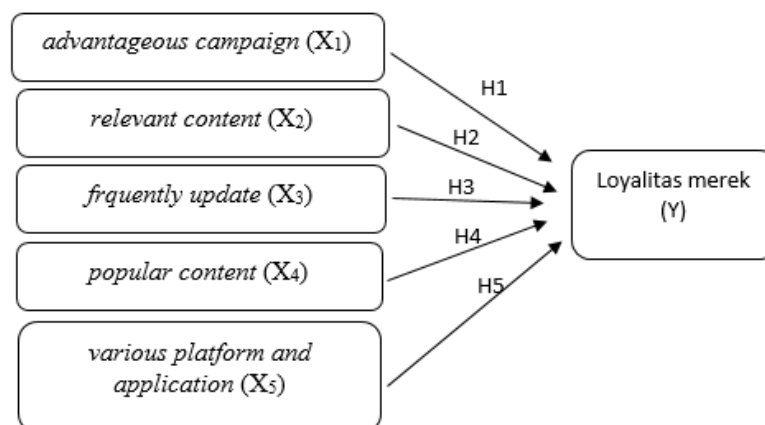 advantageous campaign (X₁)
H1
relevant content (X₂)
H2
frquently update (X₃)
H3
Loyalitas merek
(Y)
popular content (X₄)
H4
various platform and
application (X₅)
H5